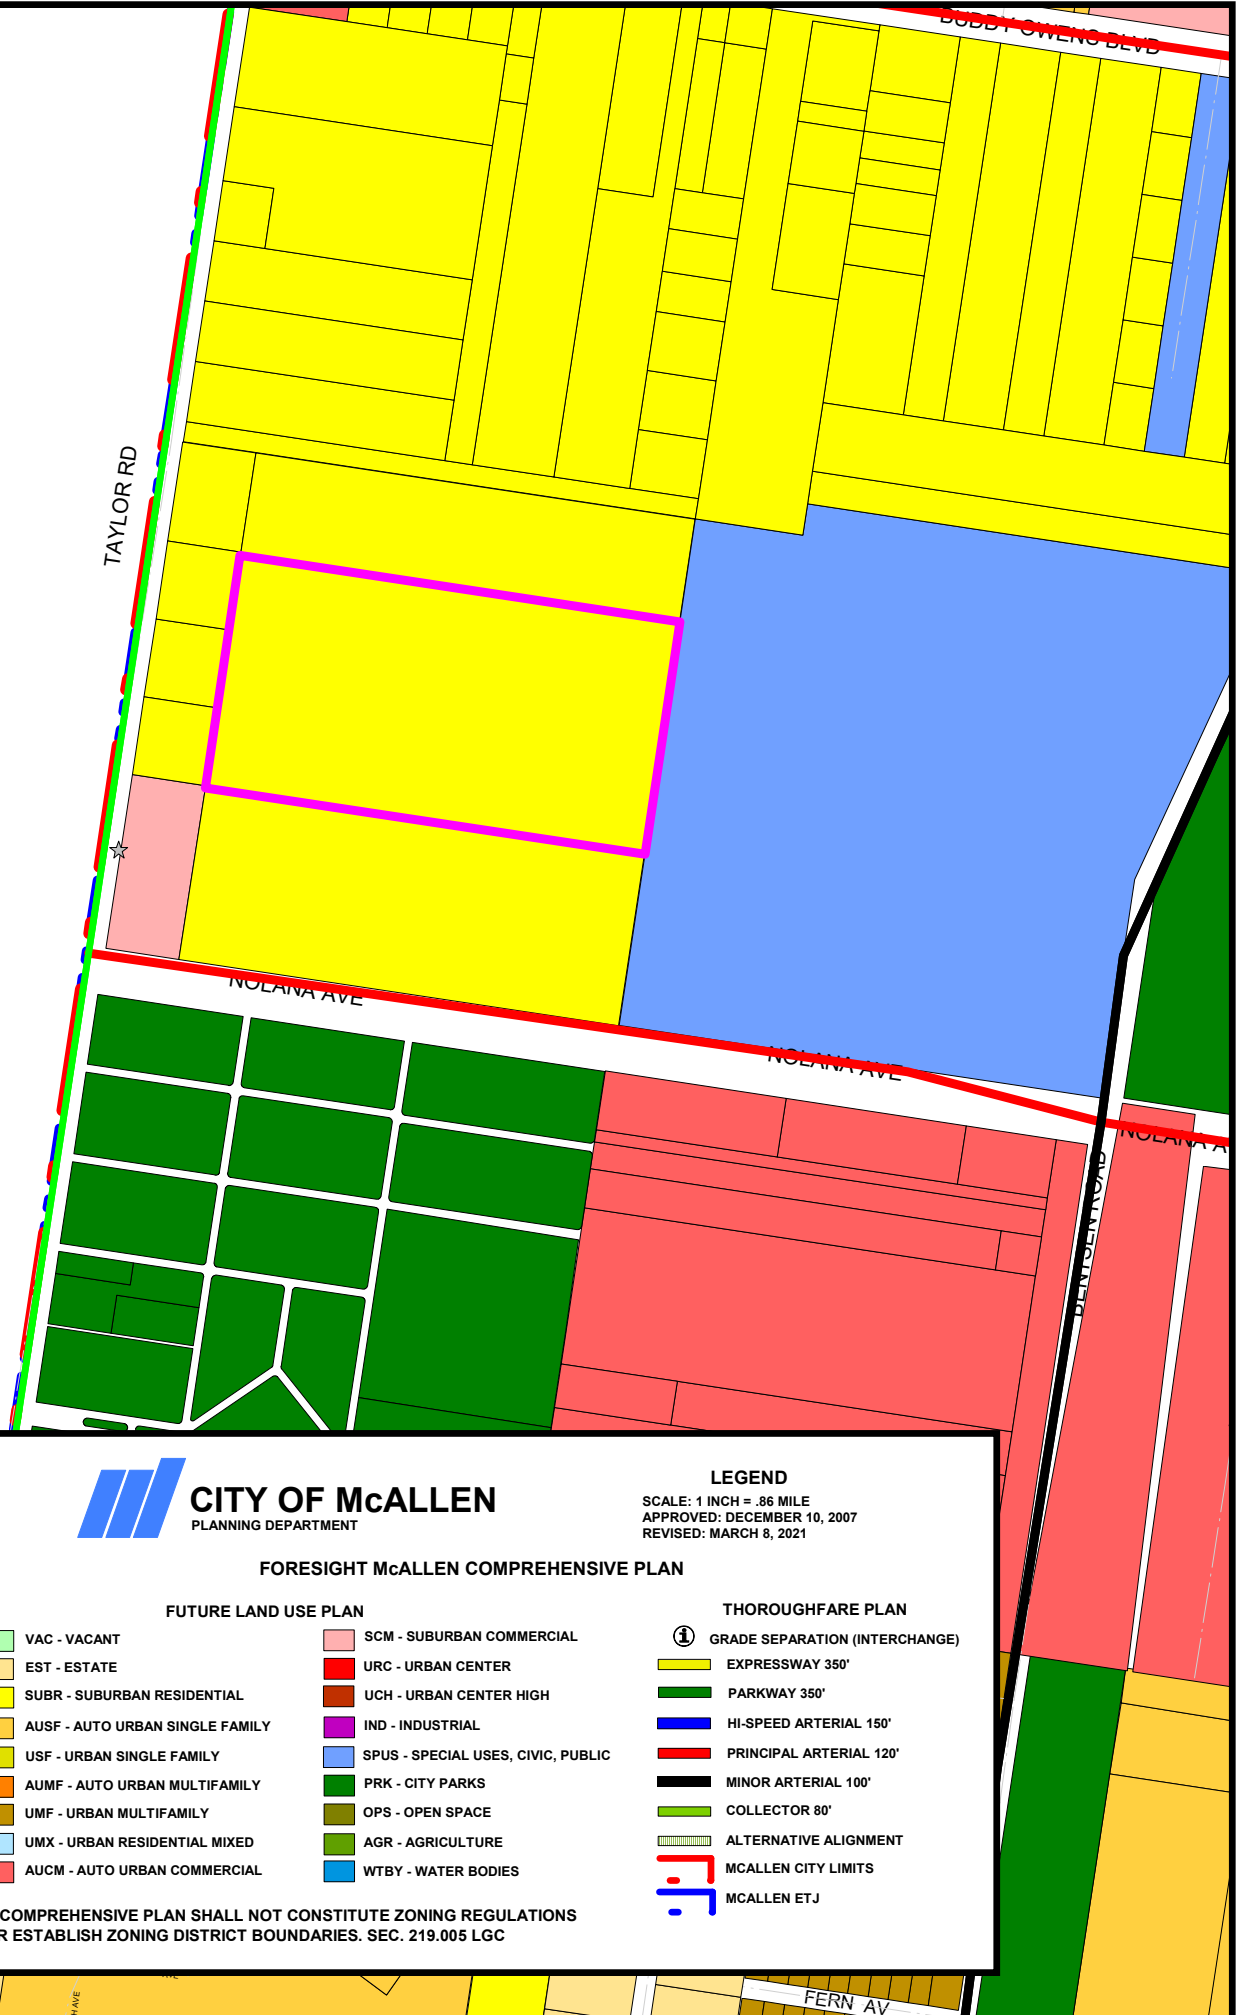 BUDDY OWENS BLVD
TAYLOR RD
NOLANA AVE
NOLANA AVE
NOLANA A
BENTSEN ROAD
CITY OF McALLEN
PLANNING DEPARTMENT
LEGEND
SCALE: 1 INCH = .86 MILE
APPROVED: DECEMBER 10, 2007
REVISED: MARCH 8, 2021
FORESIGHT McALLEN COMPREHENSIVE PLAN
FUTURE LAND USE PLAN
VAC - VACANT
EST - ESTATE
SUBR - SUBURBAN RESIDENTIAL
AUSF - AUTO URBAN SINGLE FAMILY
USF - URBAN SINGLE FAMILY
AUMF - AUTO URBAN MULTIFAMILY
UMF - URBAN MULTIFAMILY
UMX - URBAN RESIDENTIAL MIXED
AUCM - AUTO URBAN COMMERCIAL
SCM - SUBURBAN COMMERCIAL
URC - URBAN CENTER
UCH - URBAN CENTER HIGH
IND - INDUSTRIAL
SPUS - SPECIAL USES, CIVIC, PUBLIC
PRK - CITY PARKS
OPS - OPEN SPACE
AGR - AGRICULTURE
WTBY - WATER BODIES
THOROUGHFARE PLAN
GRADE SEPARATION (INTERCHANGE)
EXPRESSWAY 350'
PARKWAY 350'
HI-SPEED ARTERIAL 150'
PRINCIPAL ARTERIAL 120'
MINOR ARTERIAL 100'
COLLECTOR 80'
ALTERNATIVE ALIGNMENT
MCALLEN CITY LIMITS
MCALLEN ETJ
COMPREHENSIVE PLAN SHALL NOT CONSTITUTE ZONING REGULATIONS
R ESTABLISH ZONING DISTRICT BOUNDARIES. SEC. 219.005 LGC
FERN AV